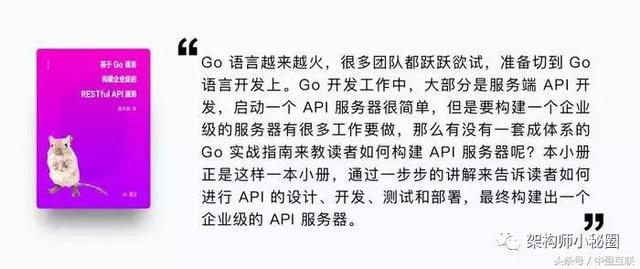 基于 Go 语言
构建企业级的
RESTful API 服务
❝
Go 语言越来越火，很多团队都跃跃欲试，准备切到 Go
语言开发上。Go 开发工作中，大部分是服务端 API 开
发，启动一个 API 服务器很简单，但是要构建一个企业
级的服务器有很多工作要做，那么有没有一套成体系的
Go 实战指南来教读者如何构建 API 服务器呢？本小册
正是这样一本小册，通过一步步的讲解来告诉读者如何
进行 API 的设计、开发、测试和部署，最终构建出一个
企业级的 API 服务器。
❞
架构师小秘圈
头条号 / 中盈互联